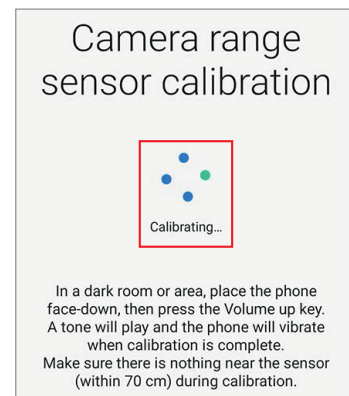 Camera range
sensor calibration
Calibrating...
In a dark room or area, place the phone
face-down, then press the Volume up key.
A tone will play and the phone will vibrate
when calibration is complete.
Make sure there is nothing near the sensor
(within 70 cm) during calibration.